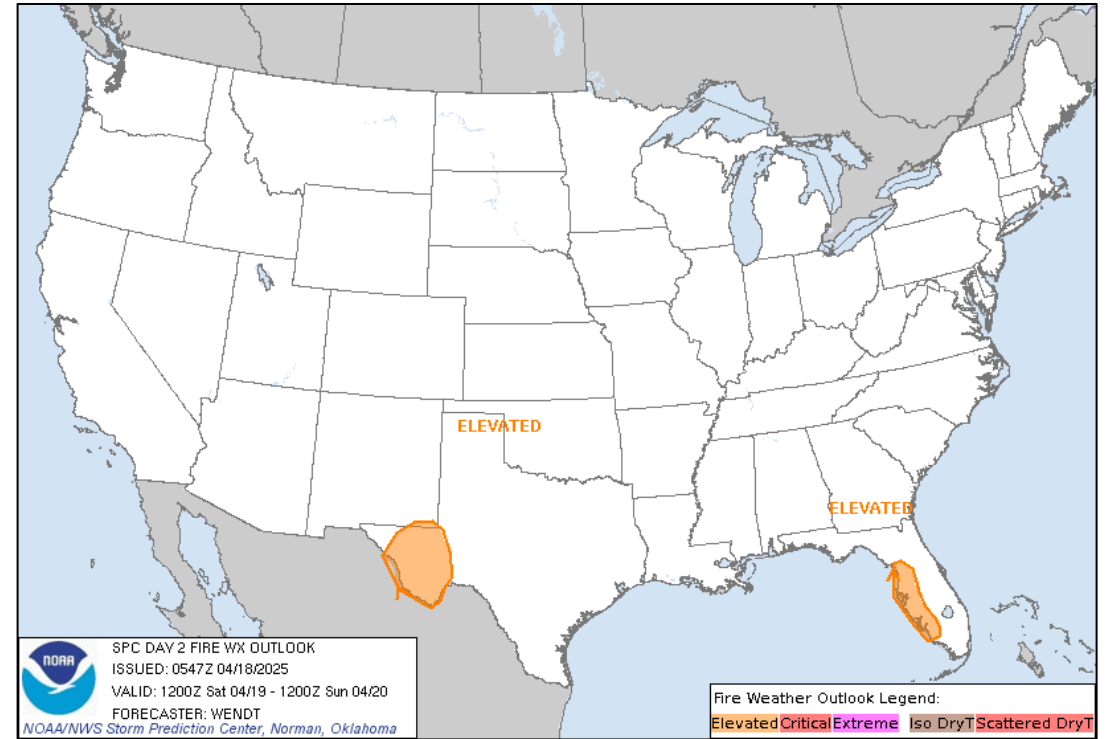 ELEVATED
ELEVATED
NOAA
SPC DAY 2 FIRE WX OUTLOOK
ISSUED: 0547Z 04/18/2025
VALID: 1200Z Sat 04/19 - 1200Z Sun 04/20
FORECASTER: WENDT
NOAA/NWS Storm Prediction Center, Norman, Oklahoma
Fire Weather Outlook Legend:
Elevated Critical Extreme Iso DryT Scattered DryT